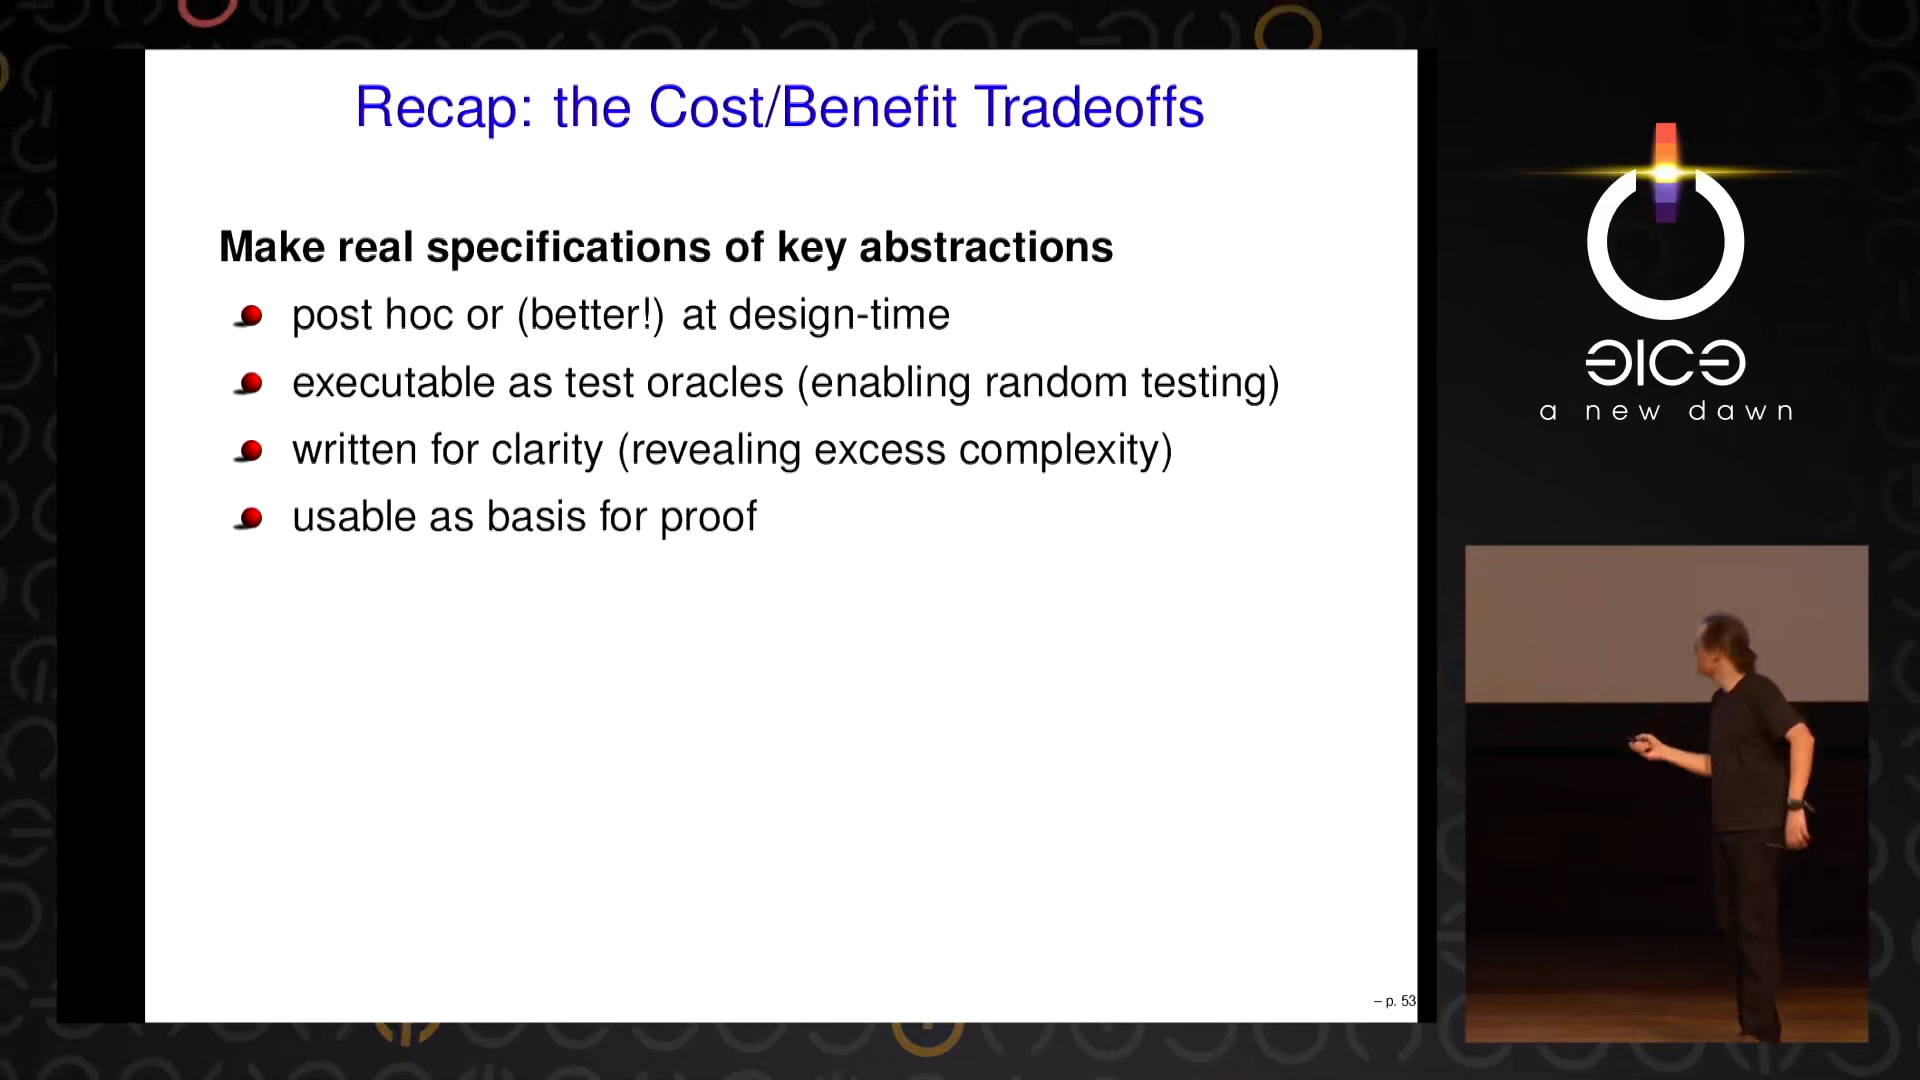 Recap: the Cost/Benefit Tradeoffs
Make real specifications of key abstractions
post hoc or (better!) at design-time
executable as test oracles (enabling random testing)
written for clarity (revealing excess complexity)
usable as basis for proof
– p. 53
a new dawn